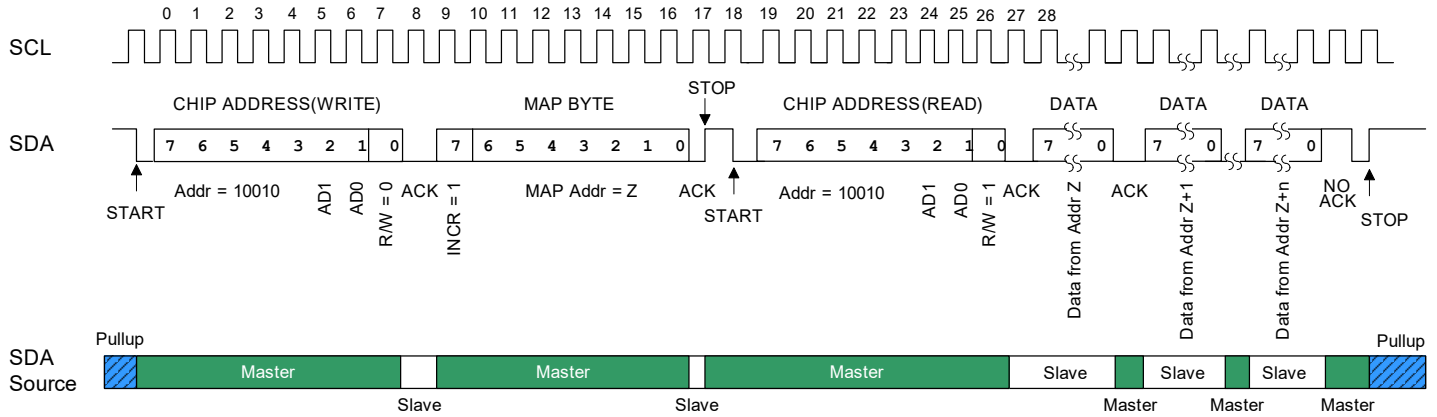 0 1 2 3 4 5 6 7 8 9 10 11 12 13 14 15 16 17 18 19 20 21 22 23 24 25 26 27 28
SCL
STOP
CHIP ADDRESS(WRITE) MAP BYTE CHIP ADDRESS(READ) DATA DATA DATA
SDA
7 6 5 4 3 2 1 0 7 6 5 4 3 2 1 0 7 6 5 4 3 2 1 0 7 0 7 0 7 0
Addr = 10010 AD1 AD0 R/W = 0 ACK INCR = 1 MAP Addr = Z ACK Addr = 10010 AD1 AD0 R/W = 1 ACK Data from Addr Z ACK Data from Addr Z+1 Data from Addr Z+n NO
ACK
START START STOP
Pullup Pullup
SDA
Source
Master Master Master Slave Slave Slave
Slave Slave Master Master Master